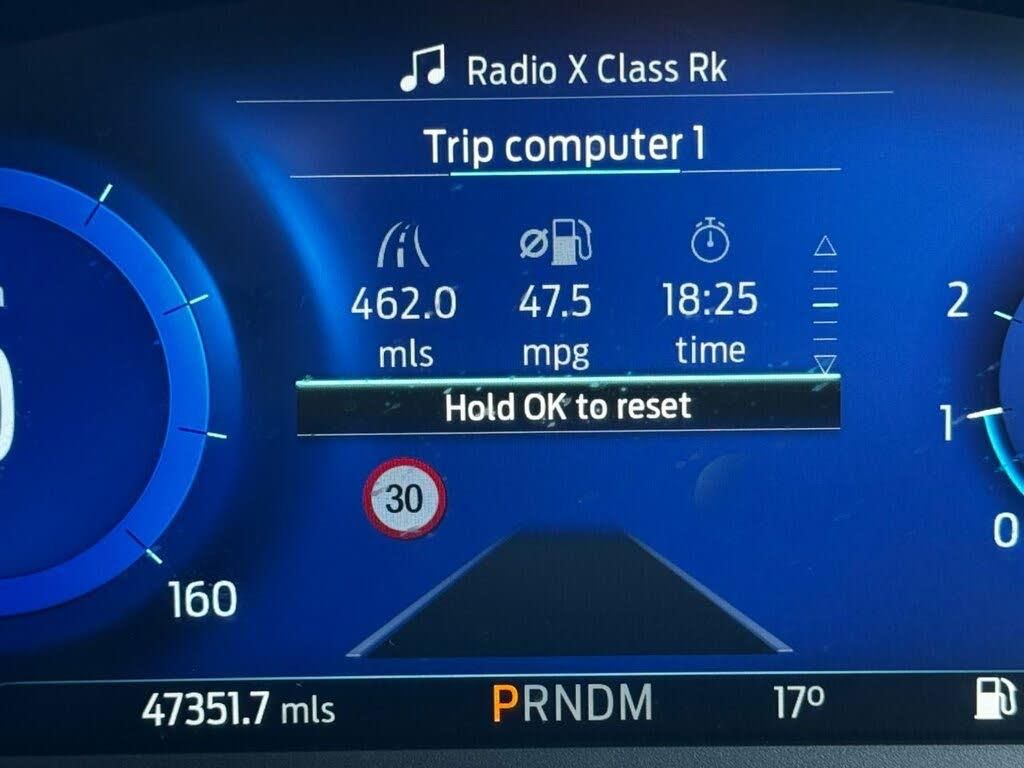 Radio X Class Rk
Trip computer 1
462.0 47.5 18:25
mls mpg time
Hold OK to reset
2
1
0
30
160
47351.7 mls PRNDM 17º